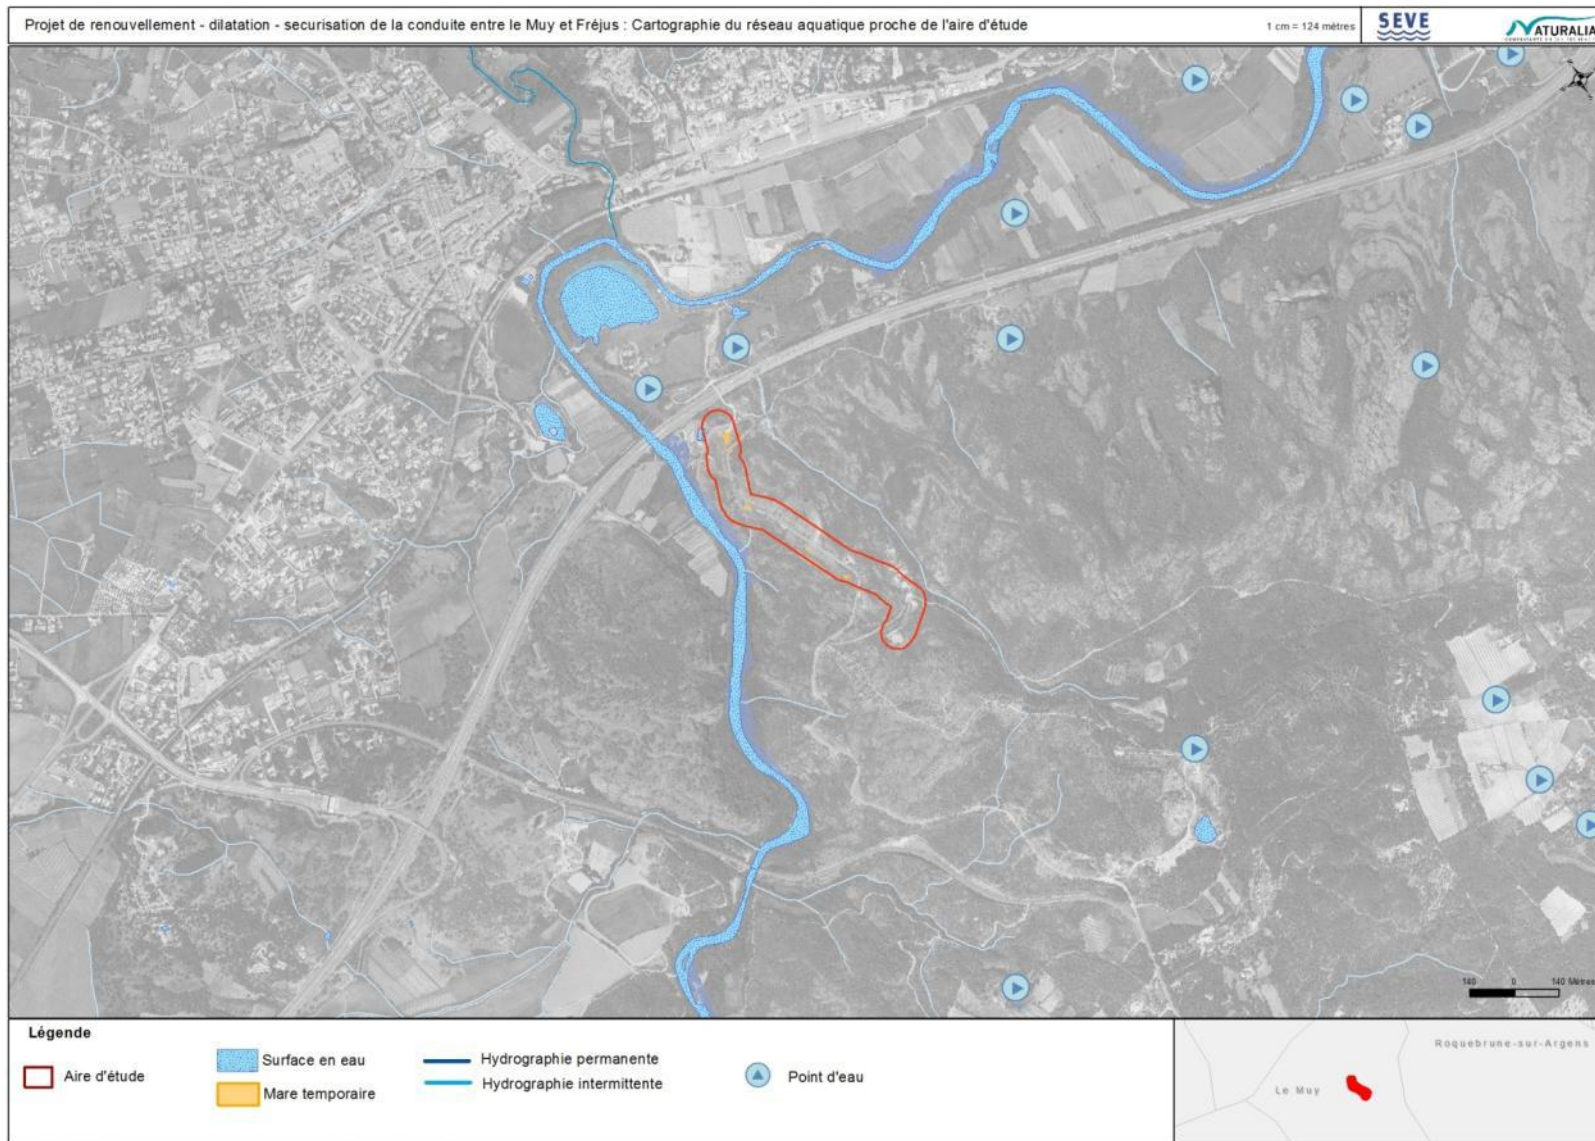 Projet de renouvellement - dilatation - securisation de la conduite entre le Muy et Fréjus : Cartographie du réseau aquatique proche de l'aire d'étude
1 cm = 124 mètres
SEVE
NATURALIA
140 0 140 Mètres
Légende
Aire d'étude
Surface en eau
Mare temporaire
Hydrographie permanente
Hydrographie intermittente
Point d'eau
Roquebrune-sur-Argens
Le Muy